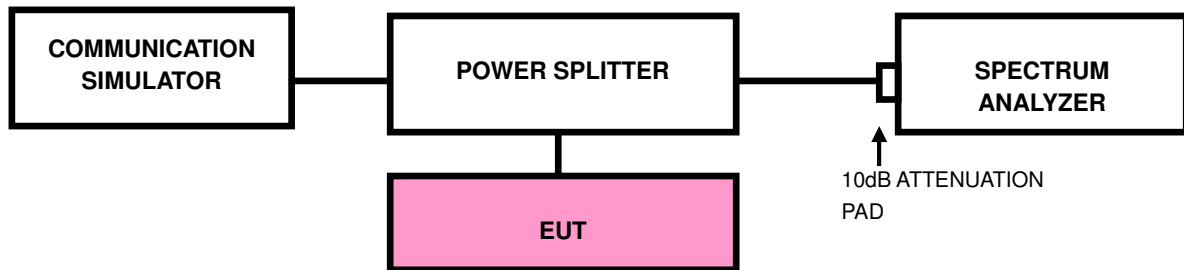 COMMUNICATION
SIMULATOR
POWER SPLITTER
SPECTRUM
ANALYZER
10dB ATTENUATION
PAD
EUT